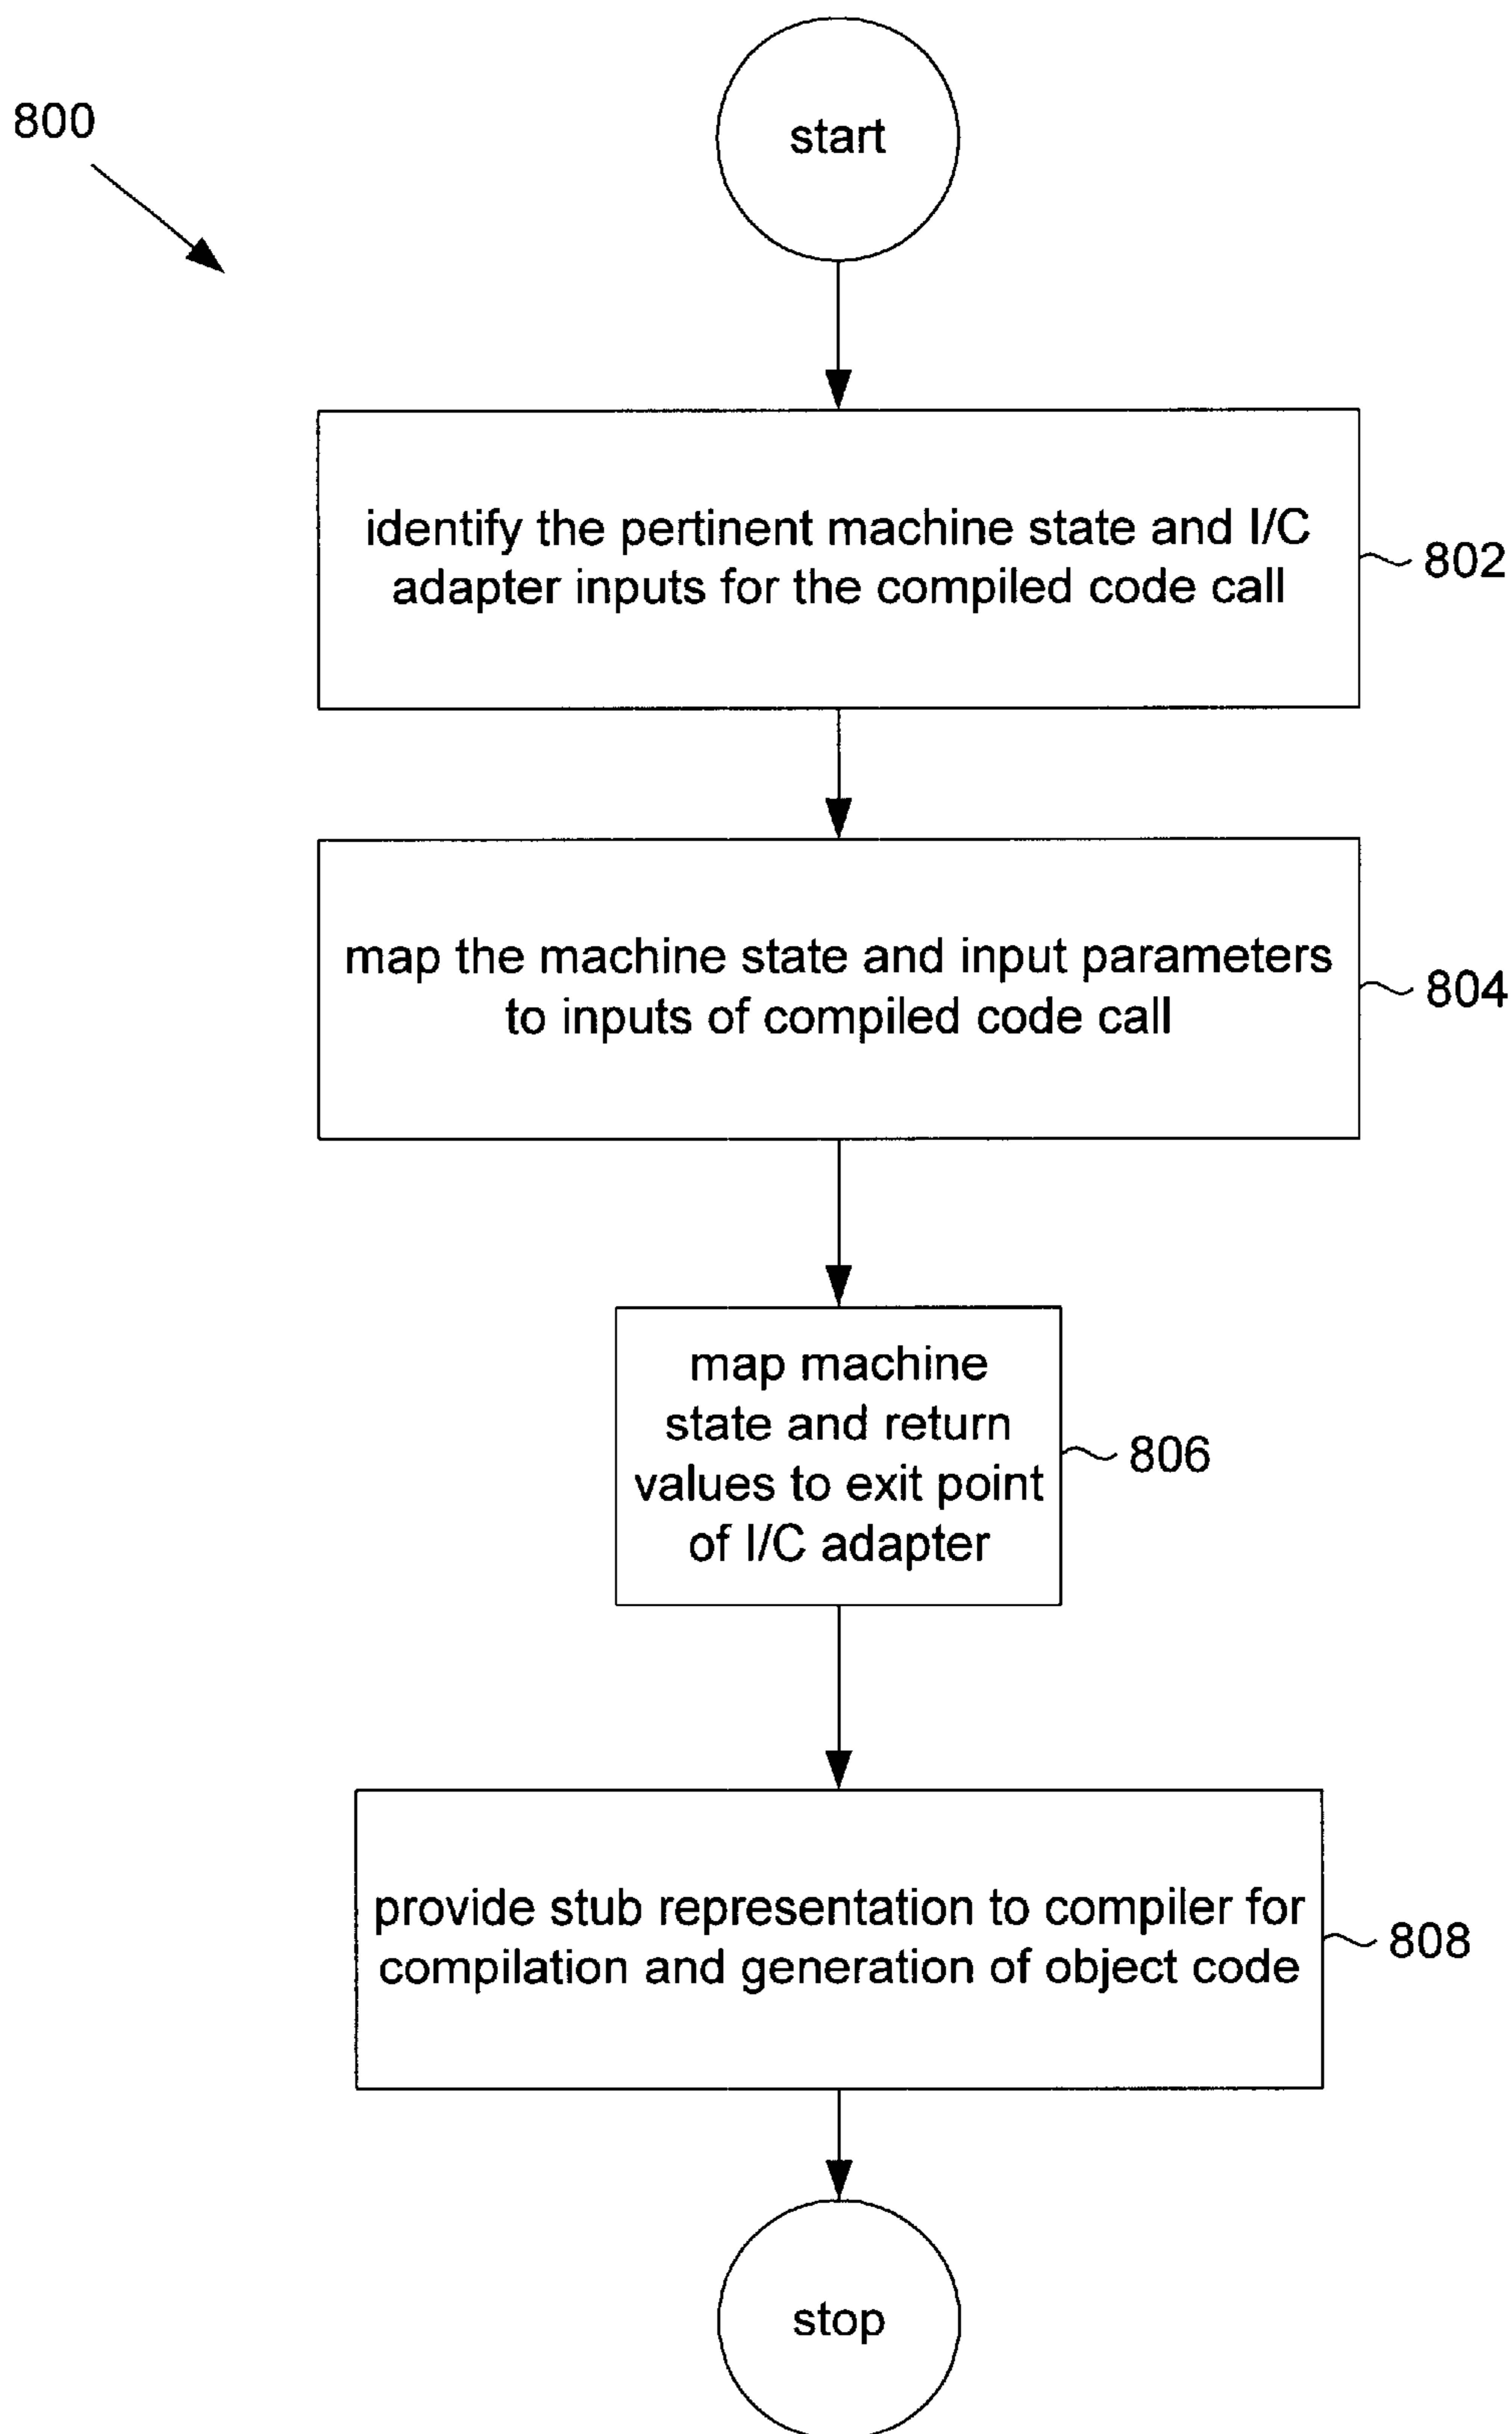 800
start
identify the pertinent machine state and I/C
adapter inputs for the compiled code call
802
map the machine state and input parameters
to inputs of compiled code call
804
map machine
state and return
values to exit point
of I/C adapter
806
provide stub representation to compiler for
compilation and generation of object code
808
stop